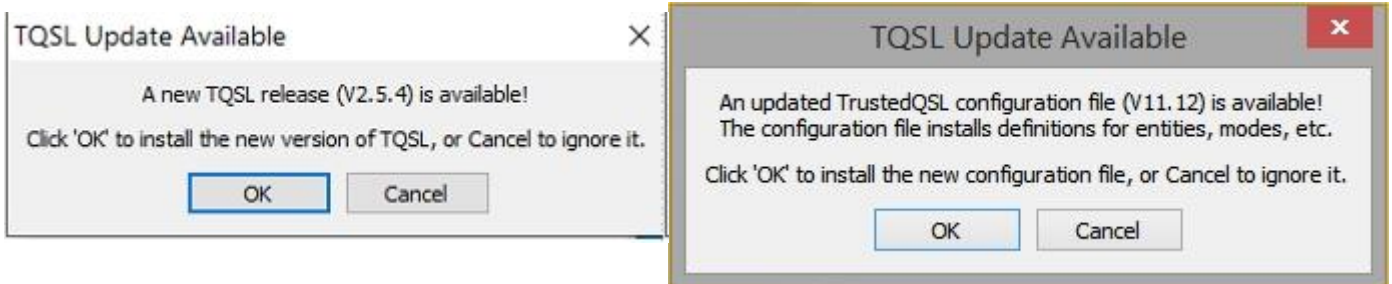 TQSL Update Available
A new TQSL release (V2.5.4) is available!
Click 'OK' to install the new version of TQSL, or Cancel to ignore it.
OK
Cancel
TQSL Update Available
An updated TrustedQSL configuration file (V11.12) is available!
The configuration file installs definitions for entities, modes, etc.
Click 'OK' to install the new configuration file, or Cancel to ignore it.
OK
Cancel